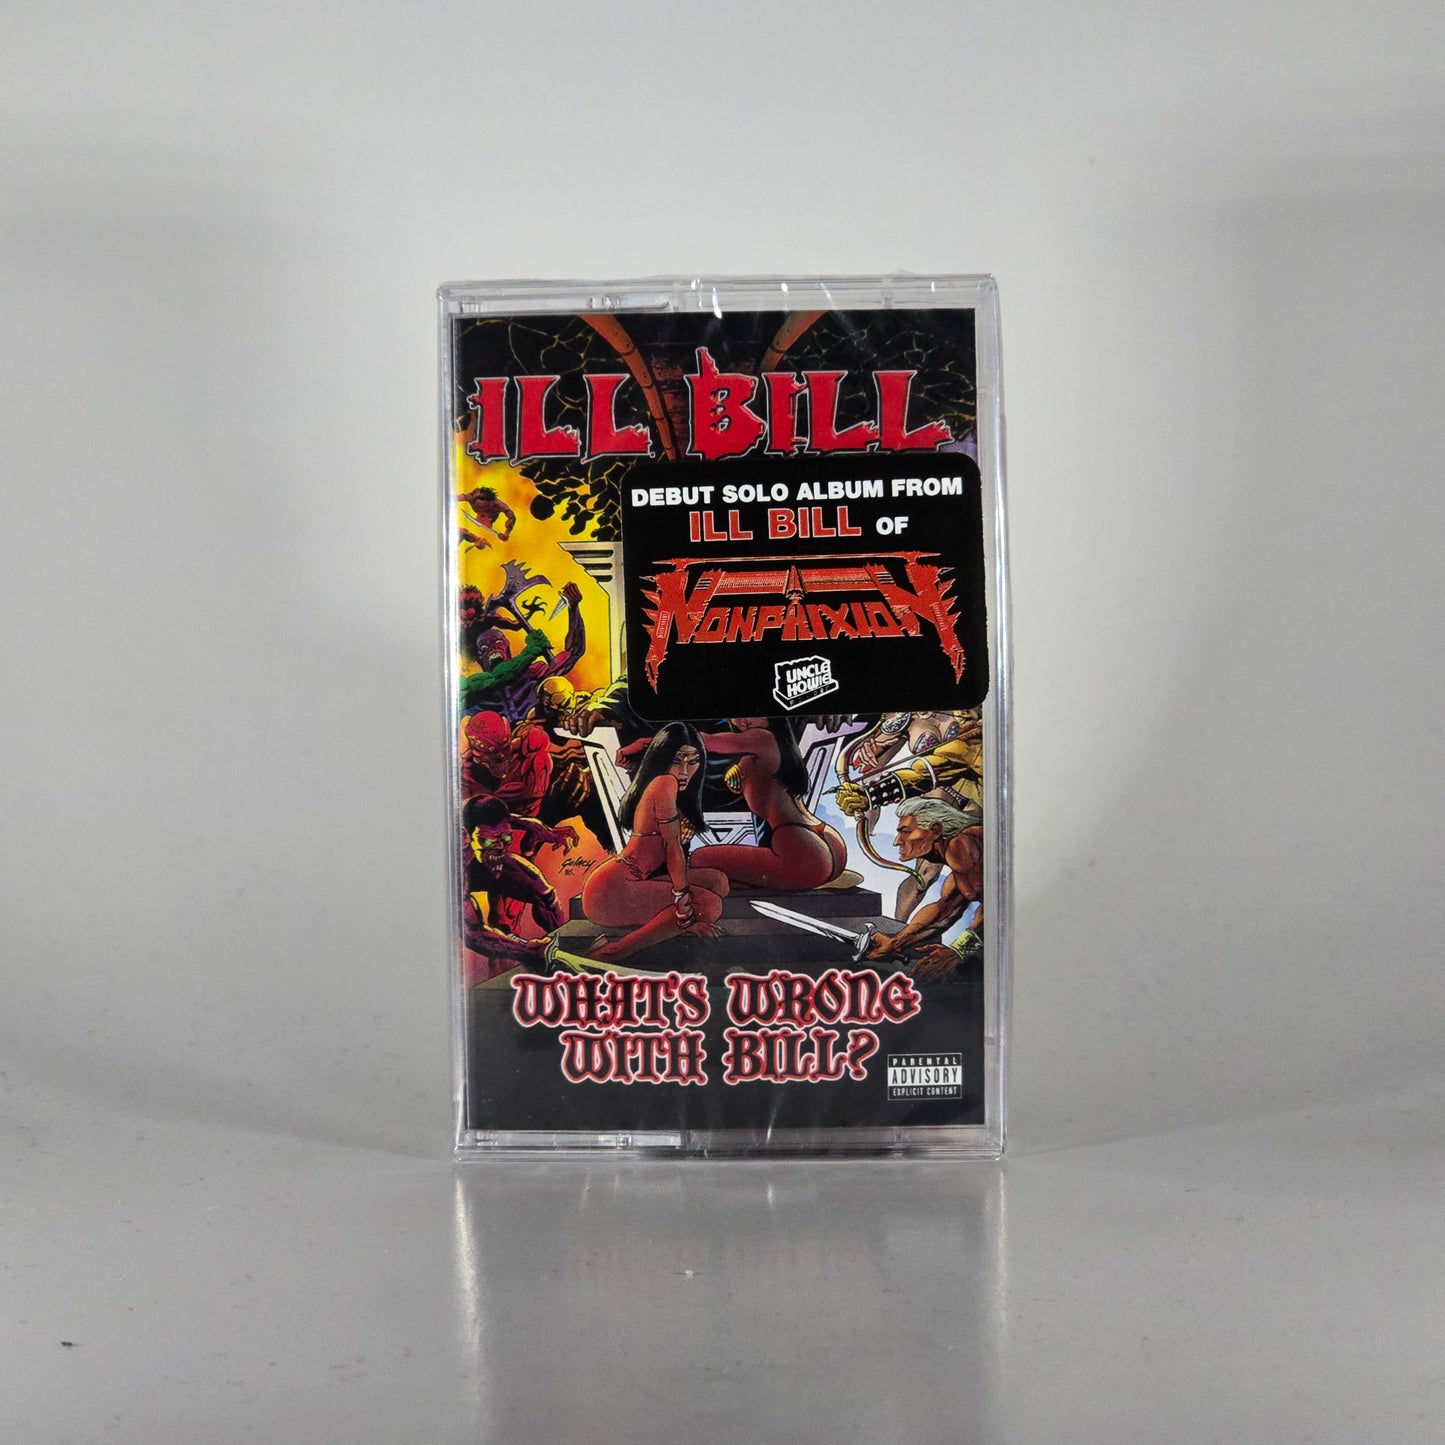 ILL BILL
DEBUT SOLO ALBUM FROM
ILL BILL OF
NONPHIXION
UNCLE
HOWIE
WHAT'S WRONG
WITH BILL?
PARENTAL
ADVISORY
EXPLICIT CONTENT